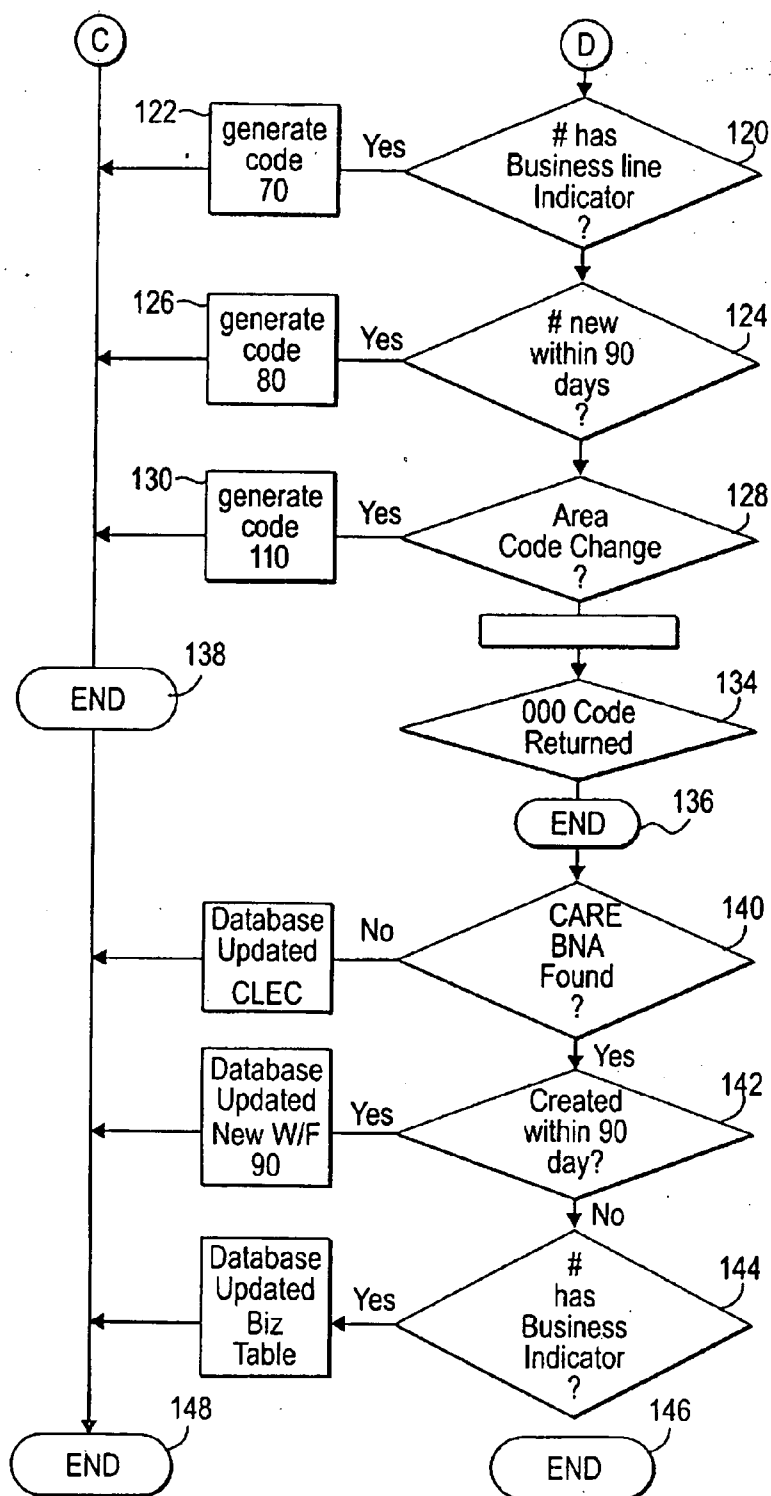 C
D
122
generate
code
70
Yes
# has
Business line
Indicator
?
120
126
generate
code
80
Yes
# new
within 90
days
?
124
130
generate
code
110
Yes
Area
Code Change
?
128
END
138
000 Code
Returned
134
END
136
Database
Updated
CLEC
No
CARE
BNA
Found
?
140
Yes
Database
Updated
New W/F
90
Yes
Created
within 90
day?
142
No
Database
Updated
Biz
Table
Yes
#
has
Business
Indicator
?
144
END
148
END
146